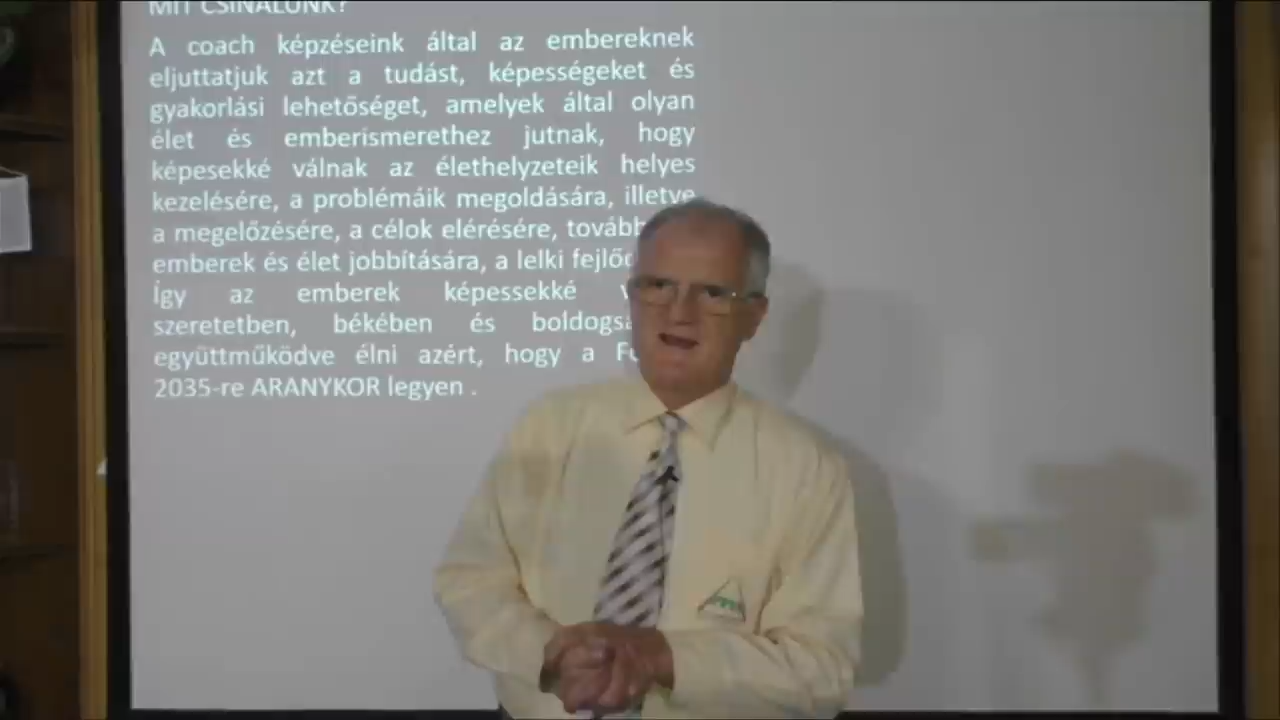 MIT CSINÁLUNK?
A coach képzéseink által az embereknek
eljuttatjuk azt a tudást, képességeket és
gyakorlási lehetőséget, amelyek által olyan
élet és emberismerethez jutnak, hogy
képesekké válnak az élethelyzeteik helyes
kezelésére, a problémáik megoldására, illetve
a megelőzésére, a célok elérésére,
emberek és élet jobbítására, a lelki
Így az emberek képessekké
szeretetben, békében és
együttműködve élni azért, hogy a
2035-re ARANYKOR legyen .